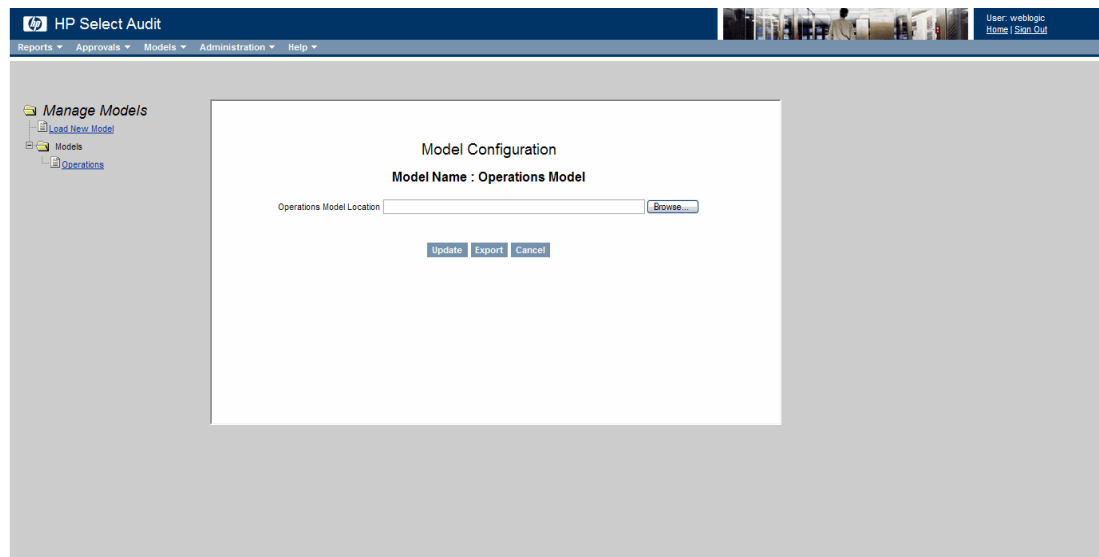 hp HP Select Audit
User: weblogic
Home | Sign Out
Reports Approvals Models Administration Help
Manage Models
Load New Model
Models
Operations
Model Configuration
Model Name : Operations Model
Operations Model Location Browse...
Update Export Cancel